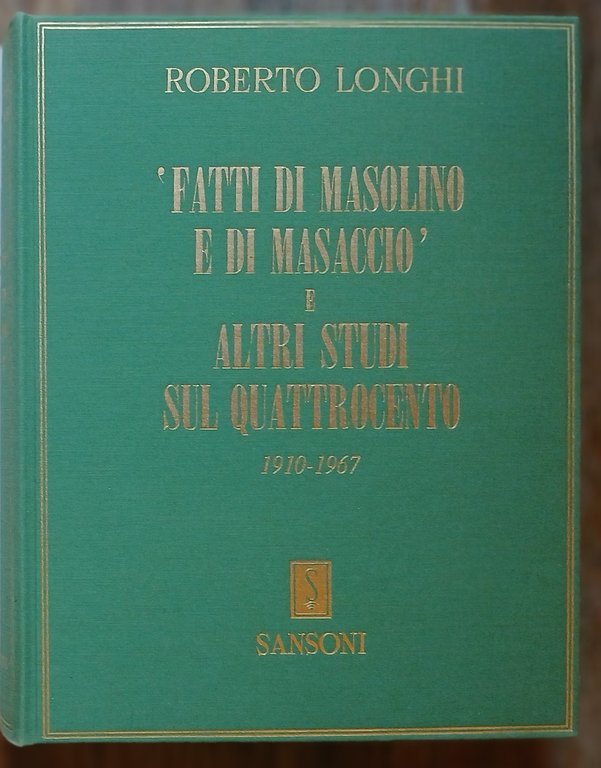 ROBERTO LONGHI
‘FATTI DI MASOLINO
E DI MASACCIO’
E
ALTRI STUDI
SUL QUATTROCENTO
1910-1967
S
SANSONI